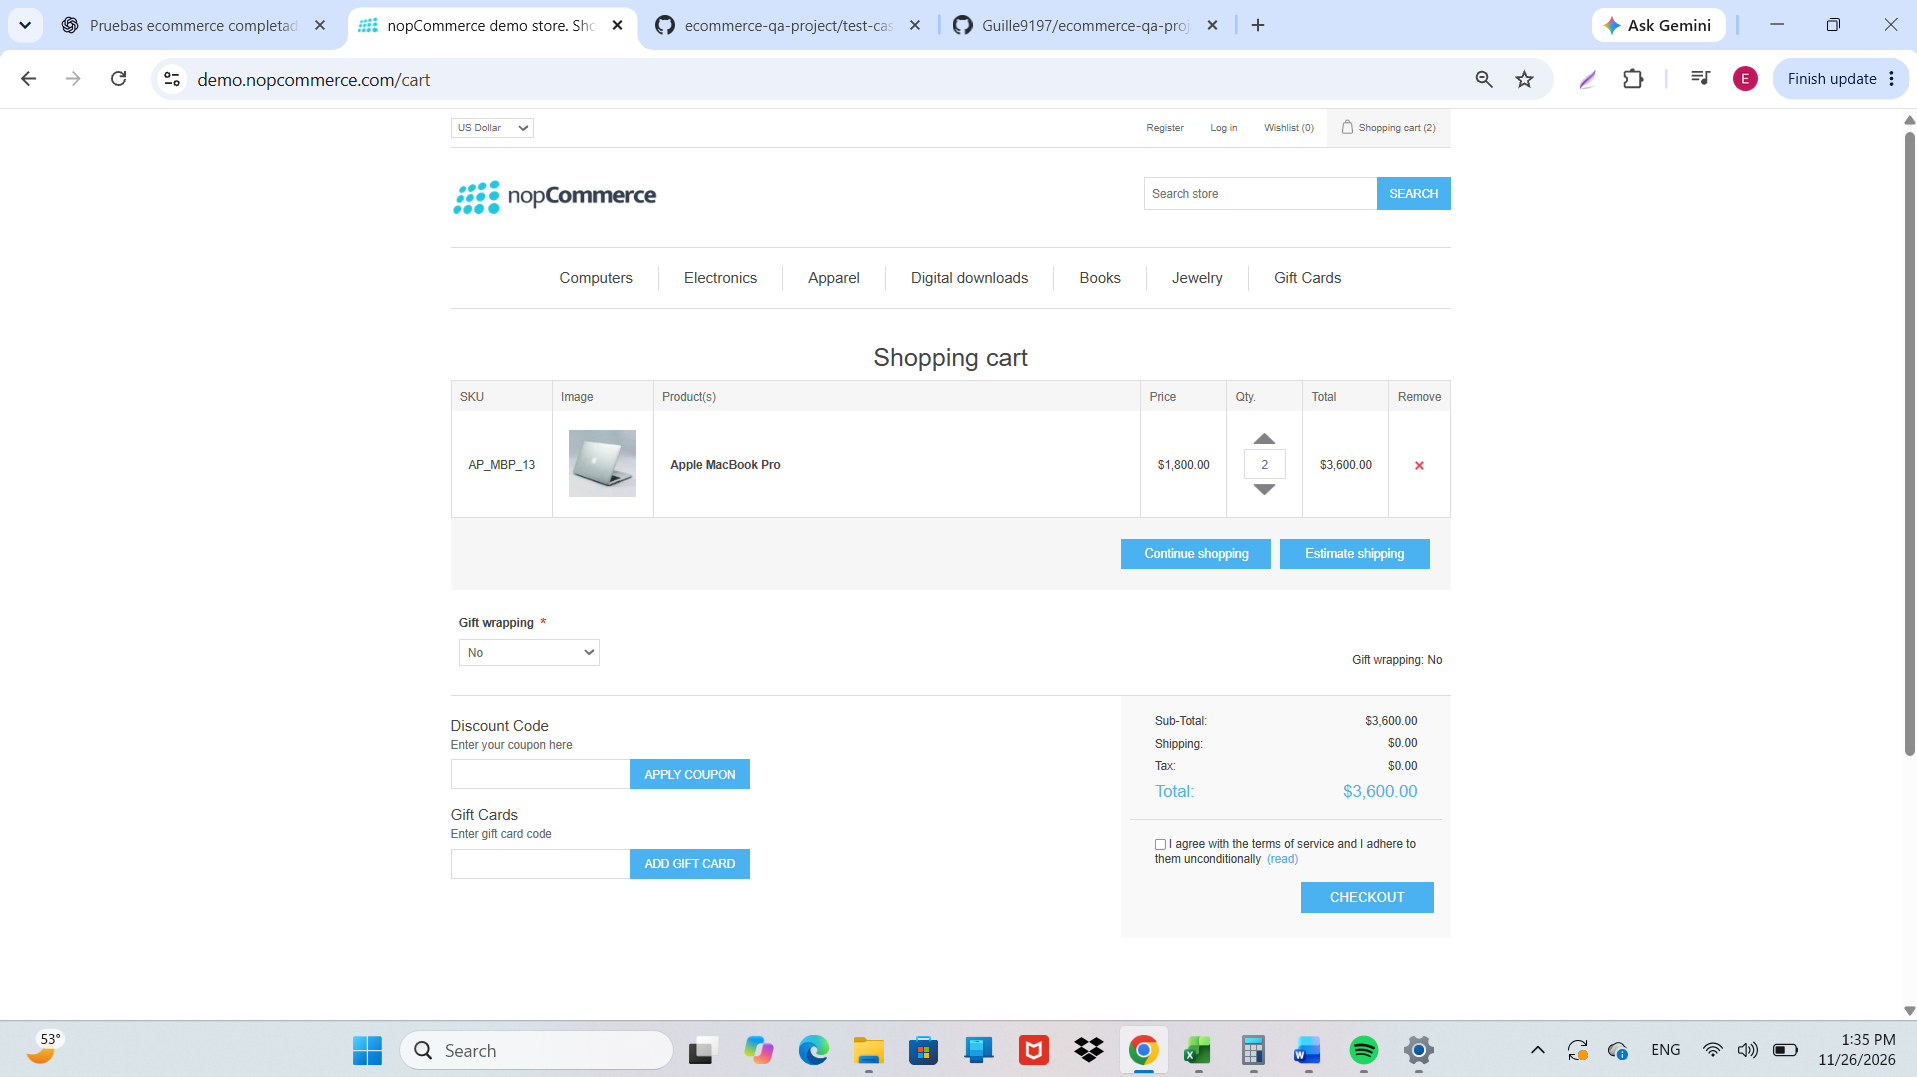 Pruebas ecommerce completad
nopCommerce demo store. Sho
ecommerce-qa-project/test-cas
Guille9197/ecommerce-qa-proj
Ask Gemini
demo.nopcommerce.com/cart
E
Finish update
US Dollar
Register
Log in
Wishlist (0)
Shopping cart (2)
nopCommerce
Search store
SEARCH
Computers
Electronics
Apparel
Digital downloads
Books
Jewelry
Gift Cards
Shopping cart
SKU
Image
Product(s)
Price
Qty.
Total
Remove
AP_MBP_13
Apple MacBook Pro
$1,800.00
2
$3,600.00
Continue shopping
Estimate shipping
Gift wrapping *
No
Gift wrapping: No
Discount Code
Enter your coupon here
APPLY COUPON
Gift Cards
Enter gift card code
ADD GIFT CARD
Sub-Total: $3,600.00
Shipping: $0.00
Tax: $0.00
Total: $3,600.00
I agree with the terms of service and I adhere to
them unconditionally (read)
CHECKOUT
53°
Search
ENG
1:35 PM
11/26/2026